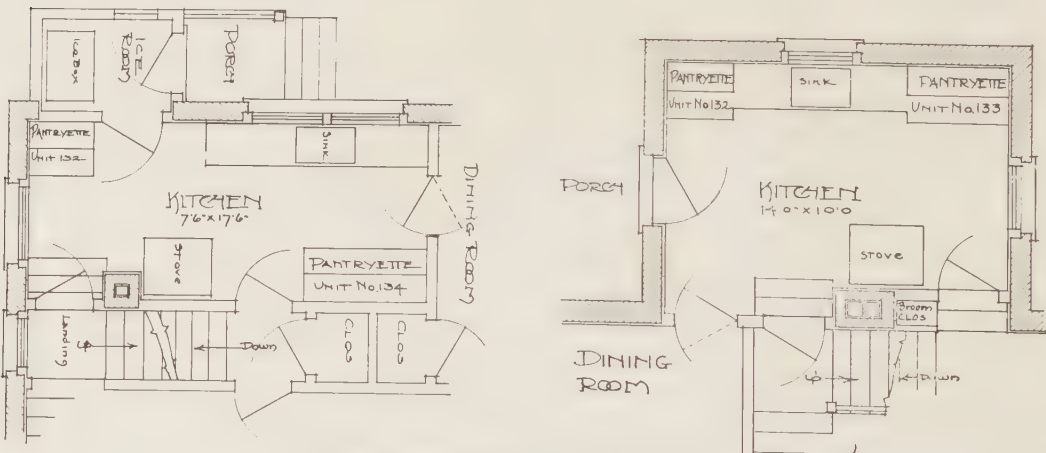 ICE ROOM
Ice Box
PORCH
PANTRYETTE
UNIT 132
SINK
KITCHEN
7'6" x 17'6"
DINING ROOM
STOVE
PANTRYETTE
UNIT No. 134
Landing
UP
Down
CLOS
CLOS
PANTRYETTE
UNIT No. 132
SINK
PANTRYETTE
UNIT No. 133
PORCH
KITCHEN
14'0" x 10'0
STOVE
Broom
CLOS
DINING
ROOM
UP
Down